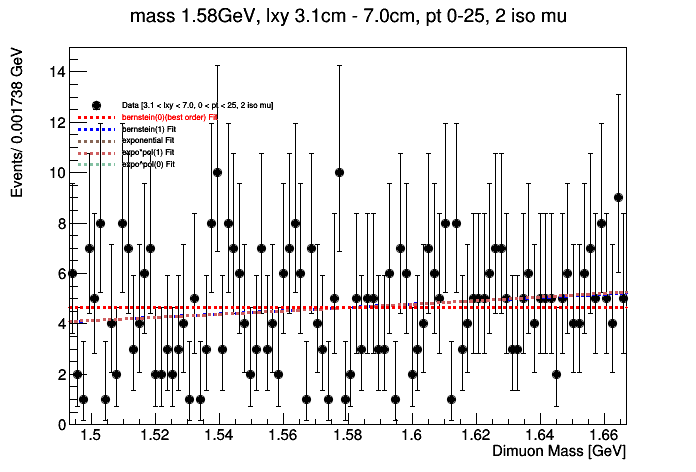 mass 1.58GeV, lxy 3.1cm - 7.0cm, pt 0-25, 2 iso mu
Events/ 0.001738 GeV
14
12
10
8
6
4
2
0
Data [3.1 < lxy < 7.0, 0 < pt < 25, 2 iso mu]
bernstein(0)(best order) Fit
bernstein(1) Fit
exponential Fit
expo*pol(1) Fit
expo*pol(0) Fit
1.5 1.52 1.54 1.56 1.58 1.6 1.62 1.64 1.66
Dimuon Mass [GeV]